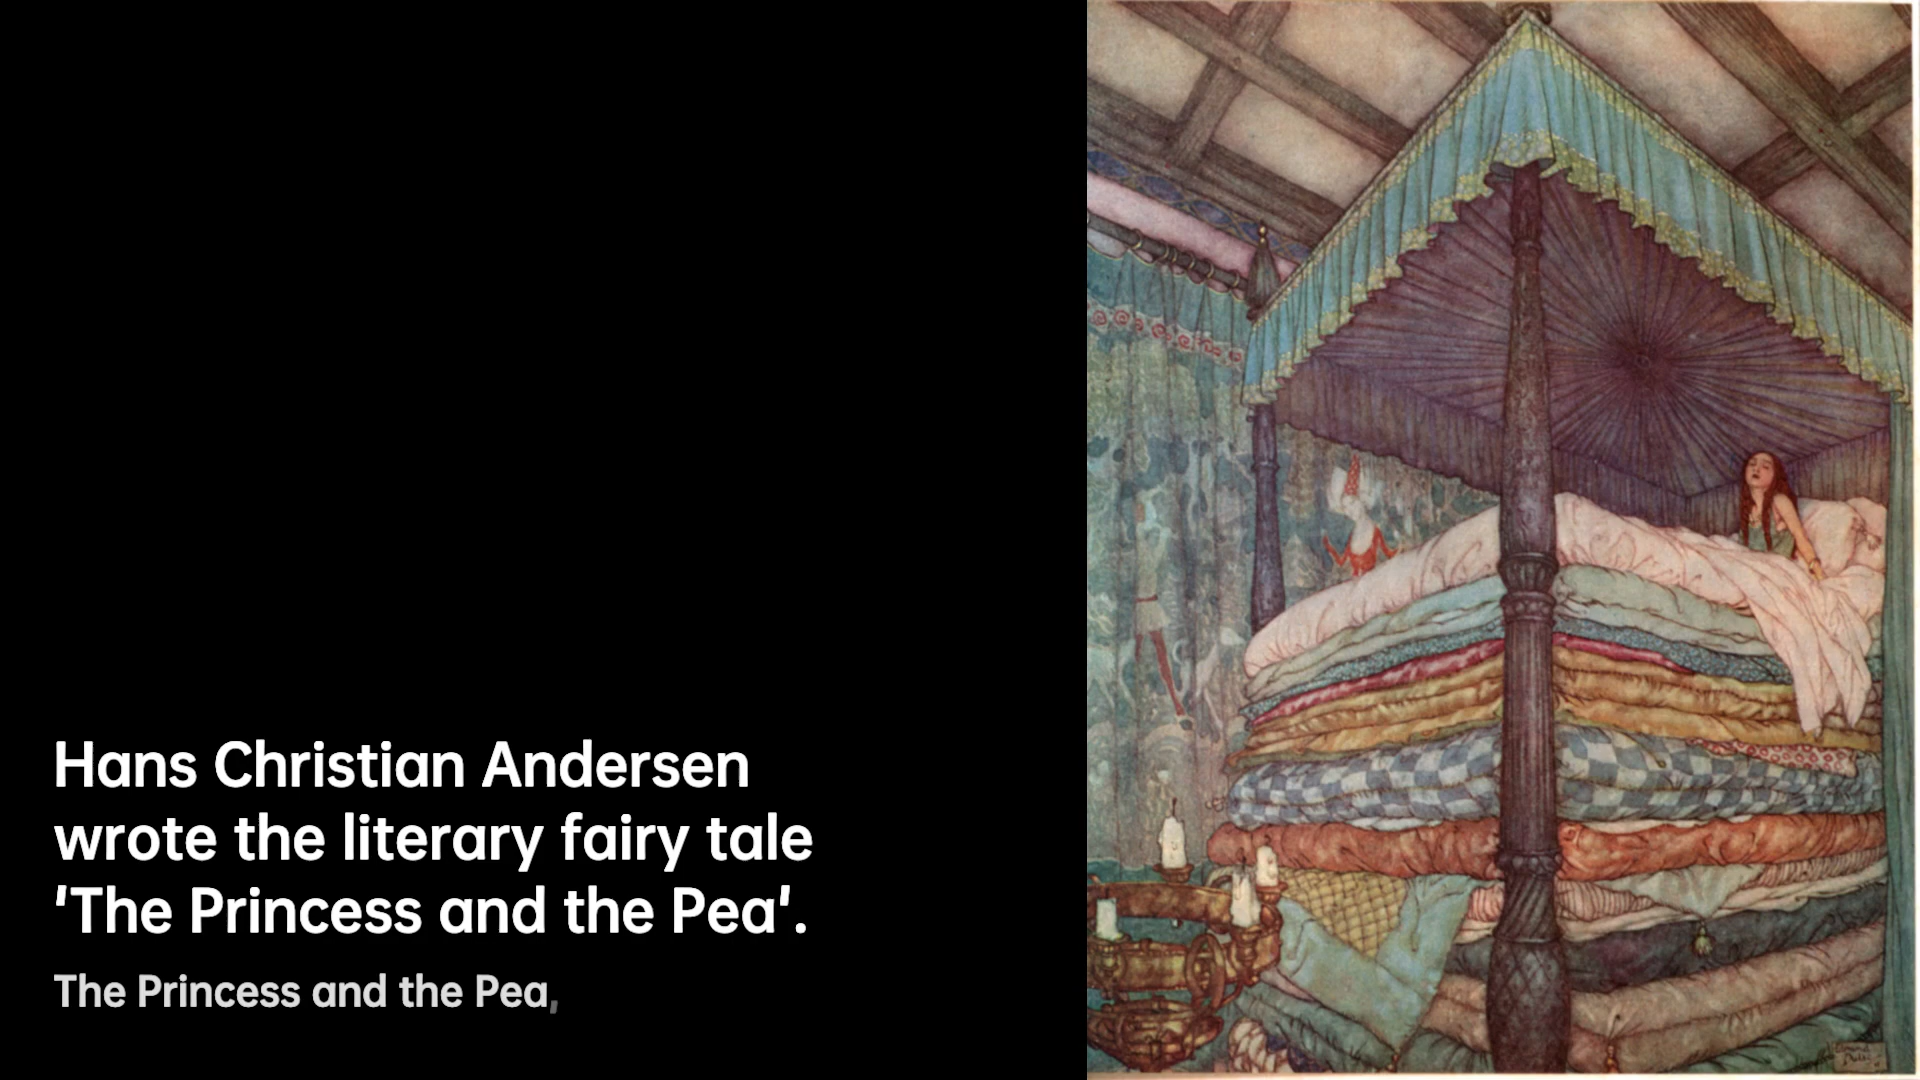 Hans Christian Andersen
wrote the literary fairy tale
'The Princess and the Pea'.
The Princess and the Pea,